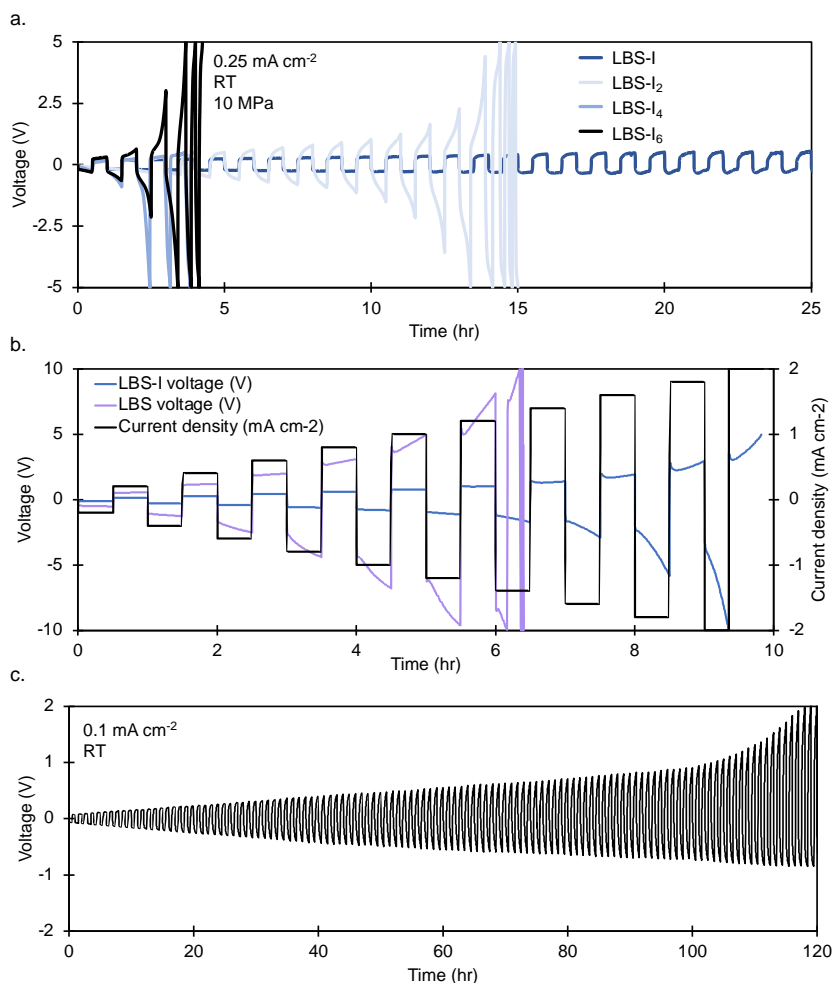 a.
5
2.5
0
-2.5
-5
Voltage (V)
0.25 mA cm-2
RT
10 MPa
LBS-I
LBS-I2
LBS-I4
LBS-I6
0 5 10 15 20 25
Time (hr)
b.
10
5
0
-5
-10
Voltage (V)
LBS-I voltage (V)
LBS voltage (V)
Current density (mA cm-2)
2
1
0
-1
-2
Current density (mA cm-2)
0 2 4 6 8 10
Time (hr)
c.
2
1
0
-1
-2
Voltage (V)
0.1 mA cm-2
RT
0 20 40 60 80 100 120
Time (hr)